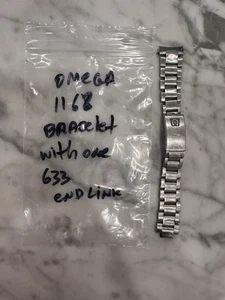 OMEGA
1168
BRACELET
with one
633
END LINK